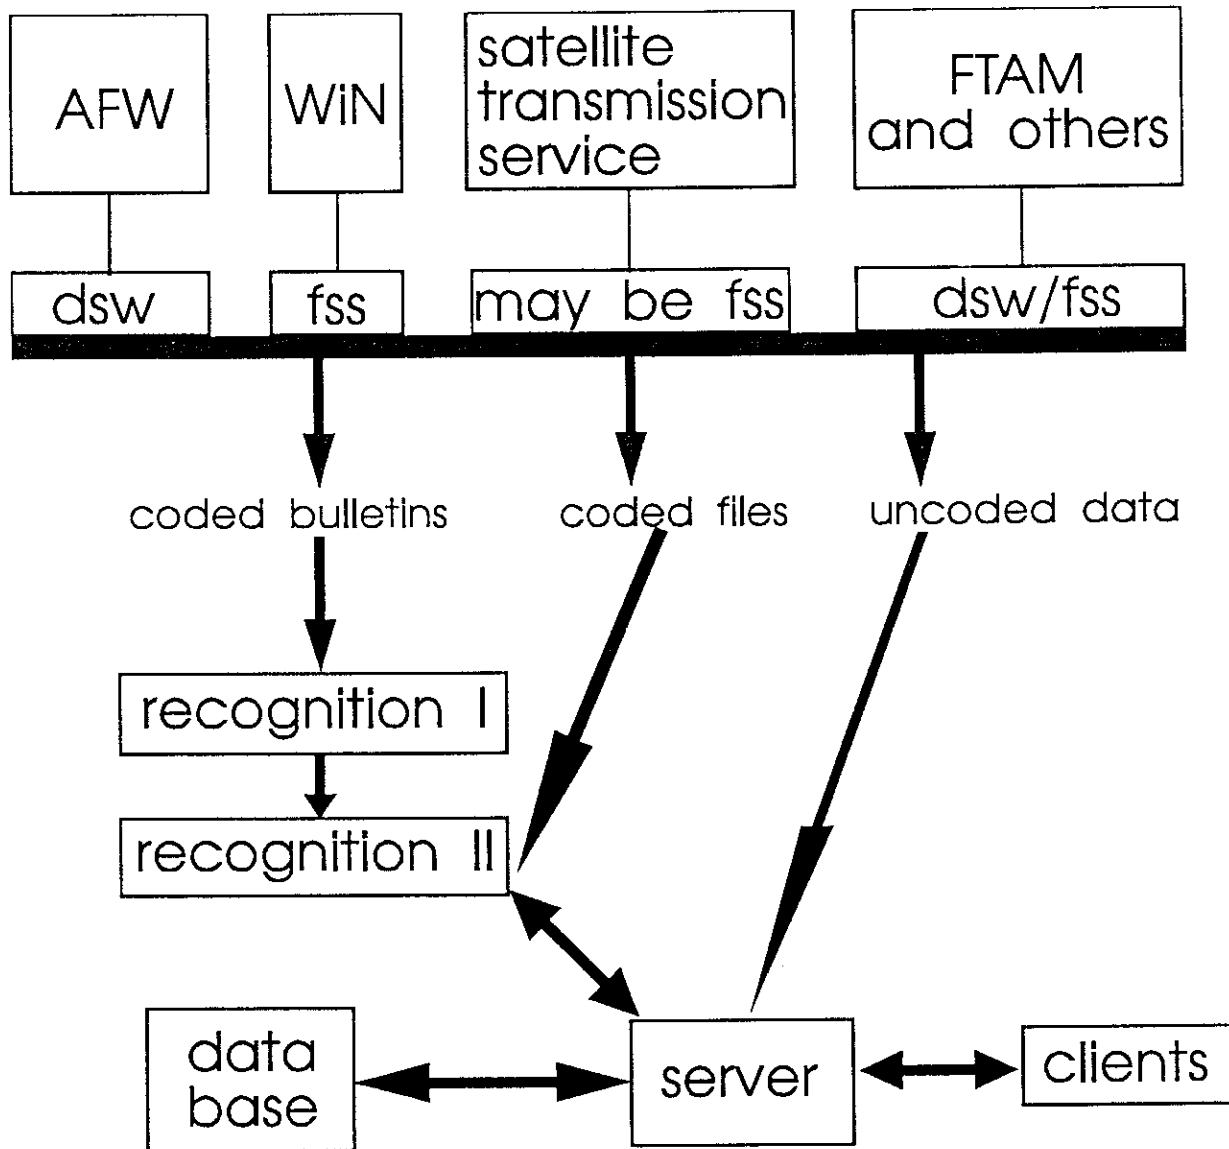 AFW
WiN
satellite
transmission
service
FTAM
and others
dsw
fss
may be fss
dsw/fss
coded bulletins
coded files
uncoded data
recognition I
recognition II
data
base
server
clients